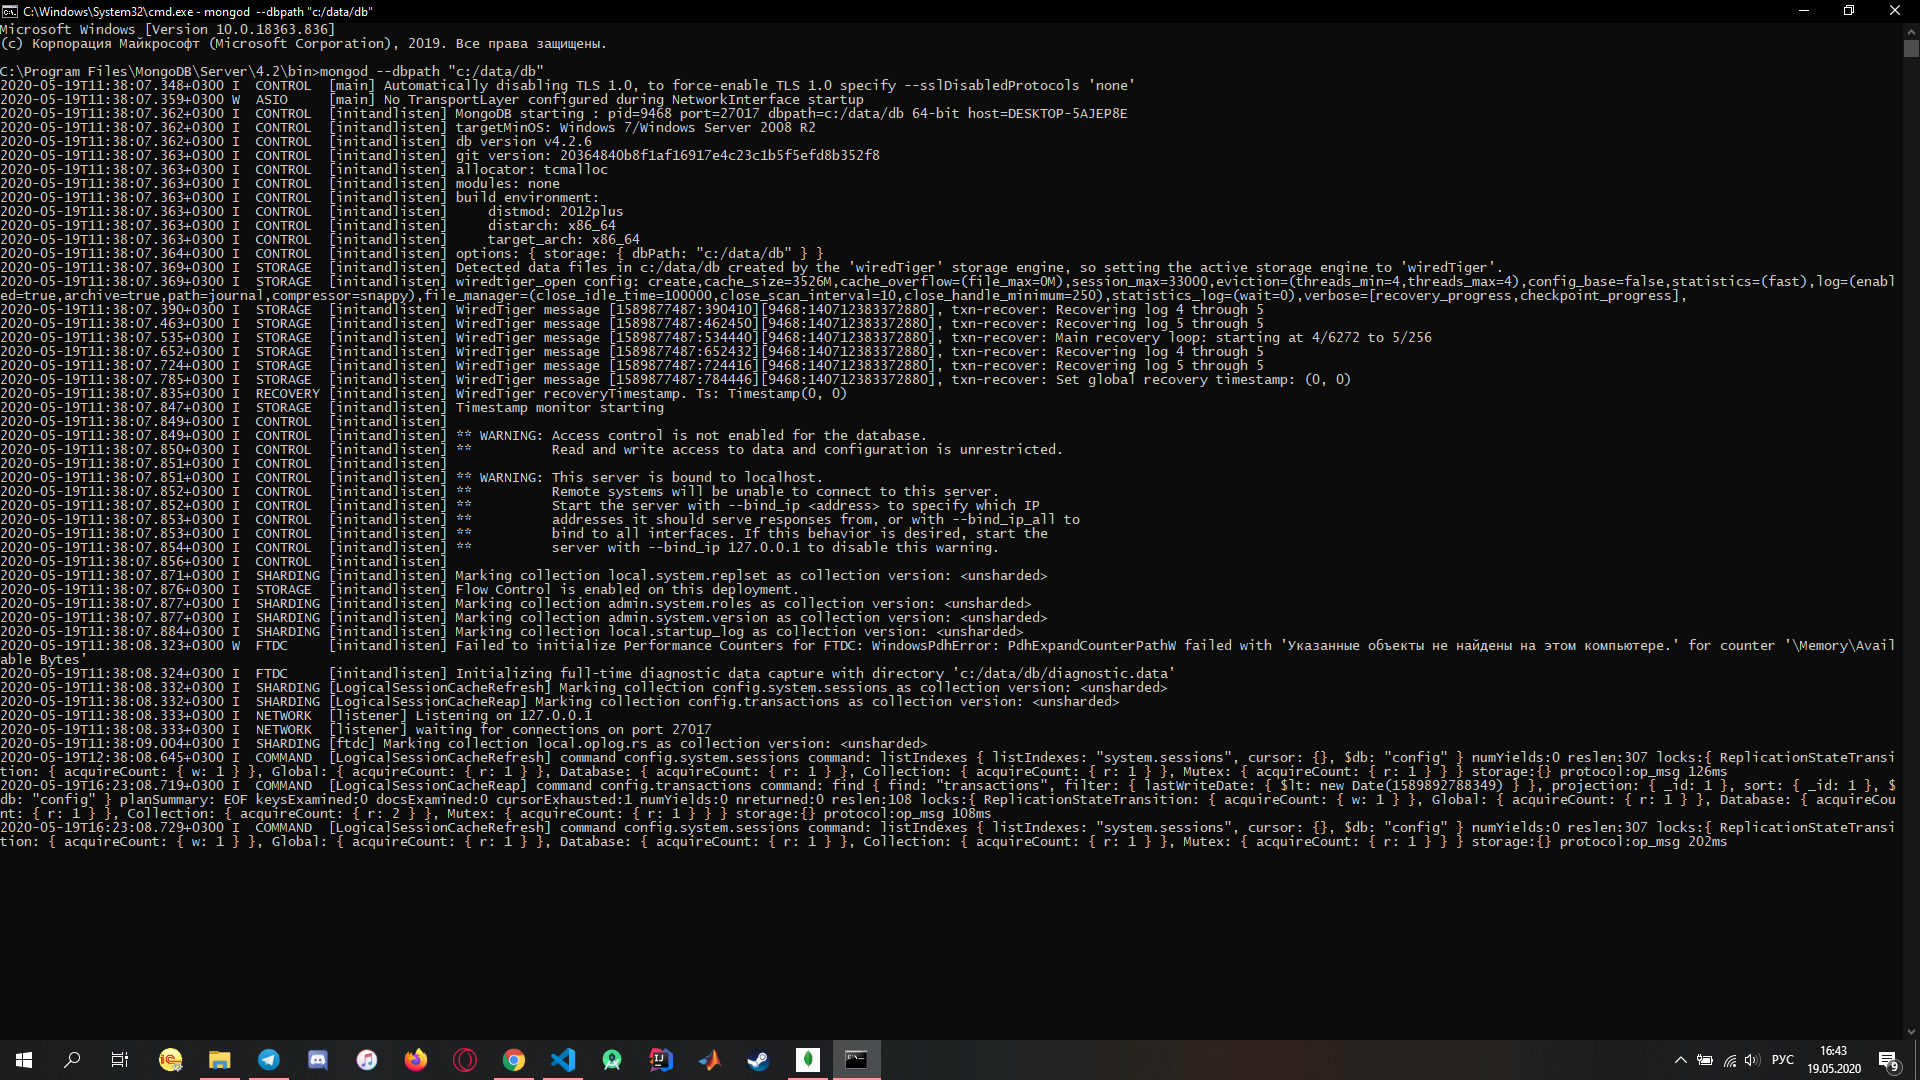 C:\Windows\System32\cmd.exe - mongod --dbpath "c:/data/db"
Microsoft Windows [Version 10.0.18363.836]
(c) Корпорация Майкрософт (Microsoft Corporation), 2019. Все права защищены.
C:\Program Files\MongoDB\Server\4.2\bin>mongod --dbpath "c:/data/db"
2020-05-19T11:38:07.348+0300 I  CONTROL  [main] Automatically disabling TLS 1.0, to force-enable TLS 1.0 specify --sslDisabledProtocols 'none'
2020-05-19T11:38:07.359+0300 W  ASIO     [main] No TransportLayer configured during NetworkInterface startup
2020-05-19T11:38:07.362+0300 I  CONTROL  [initandlisten] MongoDB starting : pid=9468 port=27017 dbpath=c:/data/db 64-bit host=DESKTOP-5AJEP8E
2020-05-19T11:38:07.362+0300 I  CONTROL  [initandlisten] targetMinOS: Windows 7/Windows Server 2008 R2
2020-05-19T11:38:07.362+0300 I  CONTROL  [initandlisten] db version v4.2.6
2020-05-19T11:38:07.363+0300 I  CONTROL  [initandlisten] git version: 20364840b8f1af16917e4c23c1b5f5efd8b352f8
2020-05-19T11:38:07.363+0300 I  CONTROL  [initandlisten] allocator: tcmalloc
2020-05-19T11:38:07.363+0300 I  CONTROL  [initandlisten] modules: none
2020-05-19T11:38:07.363+0300 I  CONTROL  [initandlisten] build environment:
2020-05-19T11:38:07.363+0300 I  CONTROL  [initandlisten]     distmod: 2012plus
2020-05-19T11:38:07.363+0300 I  CONTROL  [initandlisten]     distarch: x86_64
2020-05-19T11:38:07.363+0300 I  CONTROL  [initandlisten]     target_arch: x86_64
2020-05-19T11:38:07.364+0300 I  CONTROL  [initandlisten] options: { storage: { dbPath: "c:/data/db" } }
2020-05-19T11:38:07.369+0300 I  STORAGE  [initandlisten] Detected data files in c:/data/db created by the 'wiredTiger' storage engine, so setting the active storage engine to 'wiredTiger'.
2020-05-19T11:38:07.369+0300 I  STORAGE  [initandlisten] wiredtiger_open config: create,cache_size=3526M,cache_overflow=(file_max=0M),session_max=33000,eviction=(threads_min=4,threads_max=4),config_base=false,statistics=(fast),log=(enabl
ed=true,archive=true,path=journal,compressor=snappy),file_manager=(close_idle_time=100000,close_scan_interval=10,close_handle_minimum=250),statistics_log=(wait=0),verbose=[recovery_progress,checkpoint_progress],
2020-05-19T11:38:07.390+0300 I  STORAGE  [initandlisten] WiredTiger message [1589877487:390410][9468:140712383372880], txn-recover: Recovering log 4 through 5
2020-05-19T11:38:07.463+0300 I  STORAGE  [initandlisten] WiredTiger message [1589877487:462450][9468:140712383372880], txn-recover: Recovering log 5 through 5
2020-05-19T11:38:07.535+0300 I  STORAGE  [initandlisten] WiredTiger message [1589877487:534440][9468:140712383372880], txn-recover: Main recovery loop: starting at 4/6272 to 5/256
2020-05-19T11:38:07.652+0300 I  STORAGE  [initandlisten] WiredTiger message [1589877487:652432][9468:140712383372880], txn-recover: Recovering log 4 through 5
2020-05-19T11:38:07.724+0300 I  STORAGE  [initandlisten] WiredTiger message [1589877487:724416][9468:140712383372880], txn-recover: Recovering log 5 through 5
2020-05-19T11:38:07.785+0300 I  STORAGE  [initandlisten] WiredTiger message [1589877487:784446][9468:140712383372880], txn-recover: Set global recovery timestamp: (0, 0)
2020-05-19T11:38:07.835+0300 I  RECOVERY [initandlisten] WiredTiger recoveryTimestamp. Ts: Timestamp(0, 0)
2020-05-19T11:38:07.847+0300 I  STORAGE  [initandlisten] Timestamp monitor starting
2020-05-19T11:38:07.849+0300 I  CONTROL  [initandlisten]
2020-05-19T11:38:07.849+0300 I  CONTROL  [initandlisten] ** WARNING: Access control is not enabled for the database.
2020-05-19T11:38:07.850+0300 I  CONTROL  [initandlisten] **          Read and write access to data and configuration is unrestricted.
2020-05-19T11:38:07.851+0300 I  CONTROL  [initandlisten]
2020-05-19T11:38:07.851+0300 I  CONTROL  [initandlisten] ** WARNING: This server is bound to localhost.
2020-05-19T11:38:07.852+0300 I  CONTROL  [initandlisten] **          Remote systems will be unable to connect to this server.
2020-05-19T11:38:07.852+0300 I  CONTROL  [initandlisten] **          Start the server with --bind_ip <address> to specify which IP
2020-05-19T11:38:07.853+0300 I  CONTROL  [initandlisten] **          addresses it should serve responses from, or with --bind_ip_all to
2020-05-19T11:38:07.853+0300 I  CONTROL  [initandlisten] **          bind to all interfaces. If this behavior is desired, start the
2020-05-19T11:38:07.854+0300 I  CONTROL  [initandlisten] **          server with --bind_ip 127.0.0.1 to disable this warning.
2020-05-19T11:38:07.856+0300 I  CONTROL  [initandlisten]
2020-05-19T11:38:07.871+0300 I  SHARDING [initandlisten] Marking collection local.system.replset as collection version: <unsharded>
2020-05-19T11:38:07.876+0300 I  STORAGE  [initandlisten] Flow Control is enabled on this deployment.
2020-05-19T11:38:07.877+0300 I  SHARDING [initandlisten] Marking collection admin.system.roles as collection version: <unsharded>
2020-05-19T11:38:07.877+0300 I  SHARDING [initandlisten] Marking collection admin.system.version as collection version: <unsharded>
2020-05-19T11:38:07.884+0300 I  SHARDING [initandlisten] Marking collection local.startup_log as collection version: <unsharded>
2020-05-19T11:38:08.323+0300 W  FTDC     [initandlisten] Failed to initialize Performance Counters for FTDC: WindowsPdhError: PdhExpandCounterPathW failed with 'Указанные объекты не найдены на этом компьютере.' for counter '\Memory\Avail
able Bytes'
2020-05-19T11:38:08.324+0300 I  FTDC     [initandlisten] Initializing full-time diagnostic data capture with directory 'c:/data/db/diagnostic.data'
2020-05-19T11:38:08.332+0300 I  SHARDING [LogicalSessionCacheRefresh] Marking collection config.system.sessions as collection version: <unsharded>
2020-05-19T11:38:08.332+0300 I  SHARDING [LogicalSessionCacheReap] Marking collection config.transactions as collection version: <unsharded>
2020-05-19T11:38:08.333+0300 I  NETWORK  [listener] Listening on 127.0.0.1
2020-05-19T11:38:08.333+0300 I  NETWORK  [listener] waiting for connections on port 27017
2020-05-19T11:38:09.004+0300 I  SHARDING [ftdc] Marking collection local.oplog.rs as collection version: <unsharded>
2020-05-19T12:38:08.645+0300 I  COMMAND  [LogicalSessionCacheRefresh] command config.system.sessions command: listIndexes { listIndexes: "system.sessions", cursor: {}, $db: "config" } numYields:0 reslen:307 locks:{ ReplicationStateTransi
tion: { acquireCount: { w: 1 } }, Global: { acquireCount: { r: 1 } }, Database: { acquireCount: { r: 1 } }, Collection: { acquireCount: { r: 1 } }, Mutex: { acquireCount: { r: 1 } } } storage:{} protocol:op_msg 126ms
2020-05-19T16:23:08.719+0300 I  COMMAND  [LogicalSessionCacheReap] command config.transactions command: find { find: "transactions", filter: { lastWriteDate: { $lt: new Date(1589892788349) } }, projection: { _id: 1 }, sort: { _id: 1 }, $
db: "config" } planSummary: EOF keysExamined:0 docsExamined:0 cursorExhausted:1 numYields:0 nreturned:0 reslen:108 locks:{ ReplicationStateTransition: { acquireCount: { w: 1 } }, Global: { acquireCount: { r: 1 } }, Database: { acquireCou
nt: { r: 1 } }, Collection: { acquireCount: { r: 2 } }, Mutex: { acquireCount: { r: 1 } } } storage:{} protocol:op_msg 108ms
2020-05-19T16:23:08.729+0300 I  COMMAND  [LogicalSessionCacheRefresh] command config.system.sessions command: listIndexes { listIndexes: "system.sessions", cursor: {}, $db: "config" } numYields:0 reslen:307 locks:{ ReplicationStateTransi
tion: { acquireCount: { w: 1 } }, Global: { acquireCount: { r: 1 } }, Database: { acquireCount: { r: 1 } }, Collection: { acquireCount: { r: 1 } }, Mutex: { acquireCount: { r: 1 } } } storage:{} protocol:op_msg 202ms
РУС
16:43
19.05.2020
9